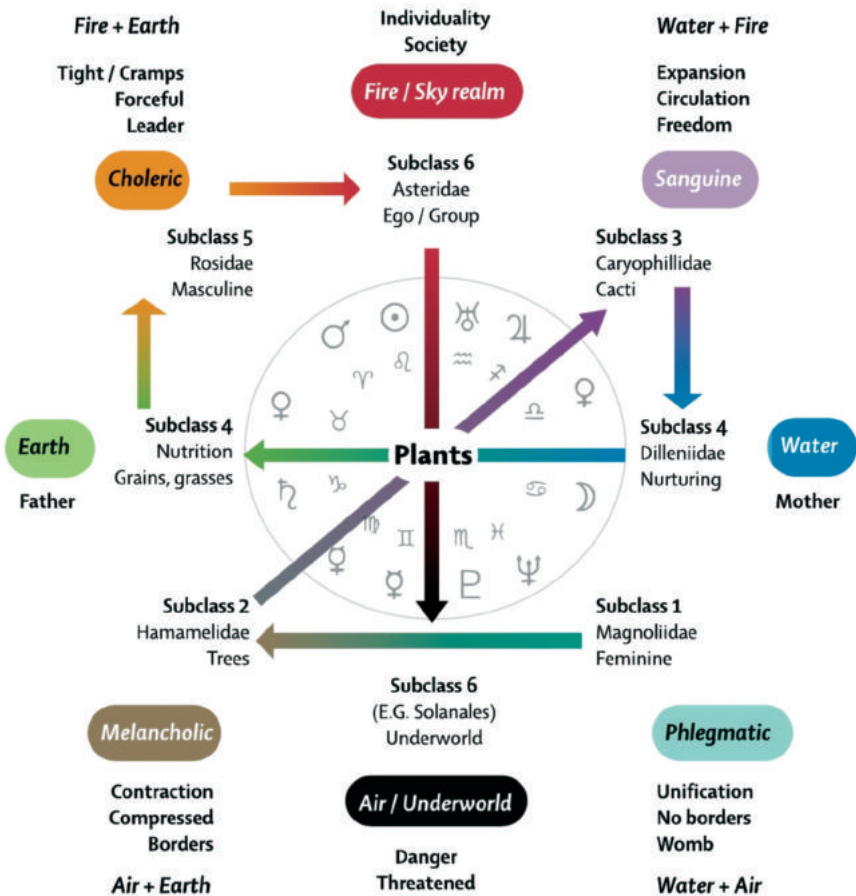 Fire + Earth
Tight / Cramps
Forceful
Leader
Choleric
Individuality
Society
Fire / Sky realm
Water + Fire
Expansion
Circulation
Freedom
Sanguine
Subclass 6
Asteridae
Ego / Group
Subclass 5
Rosidae
Masculine
Subclass 3
Caryophillidae
Cacti
Earth
Father
Subclass 4
Nutrition
Grains, grasses
Plants
Subclass 4
Dilleniidae
Nurturing
Water
Mother
Subclass 2
Hamamelidae
Trees
Subclass 1
Magnoliidae
Feminine
Subclass 6
(E.G. Solanales)
Underworld
Melancholic
Contraction
Compressed
Borders
Air + Earth
Air / Underworld
Danger
Threatened
Phlegmatic
Unification
No borders
Womb
Water + Air